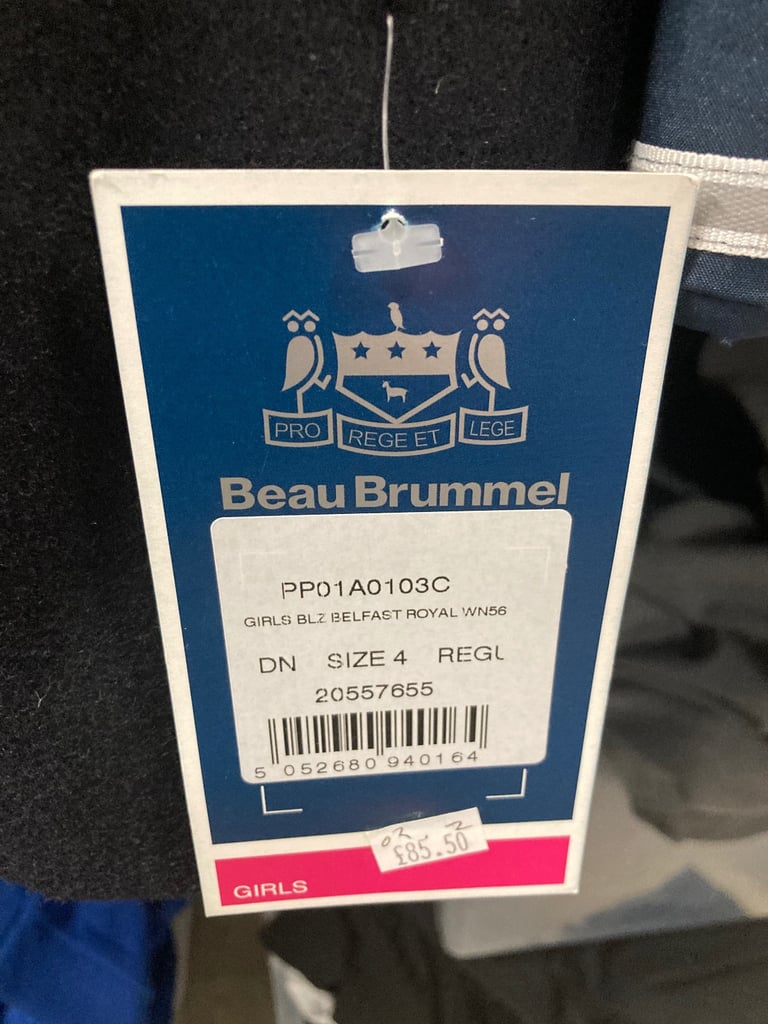 PRO REGE ET LEGE
Beau Brummel
PP01A0103C
GIRLS BLZ BELFAST ROYAL WN56
DN SIZE 4 REGL
20557655
5 052680 940164
£85.50
GIRLS